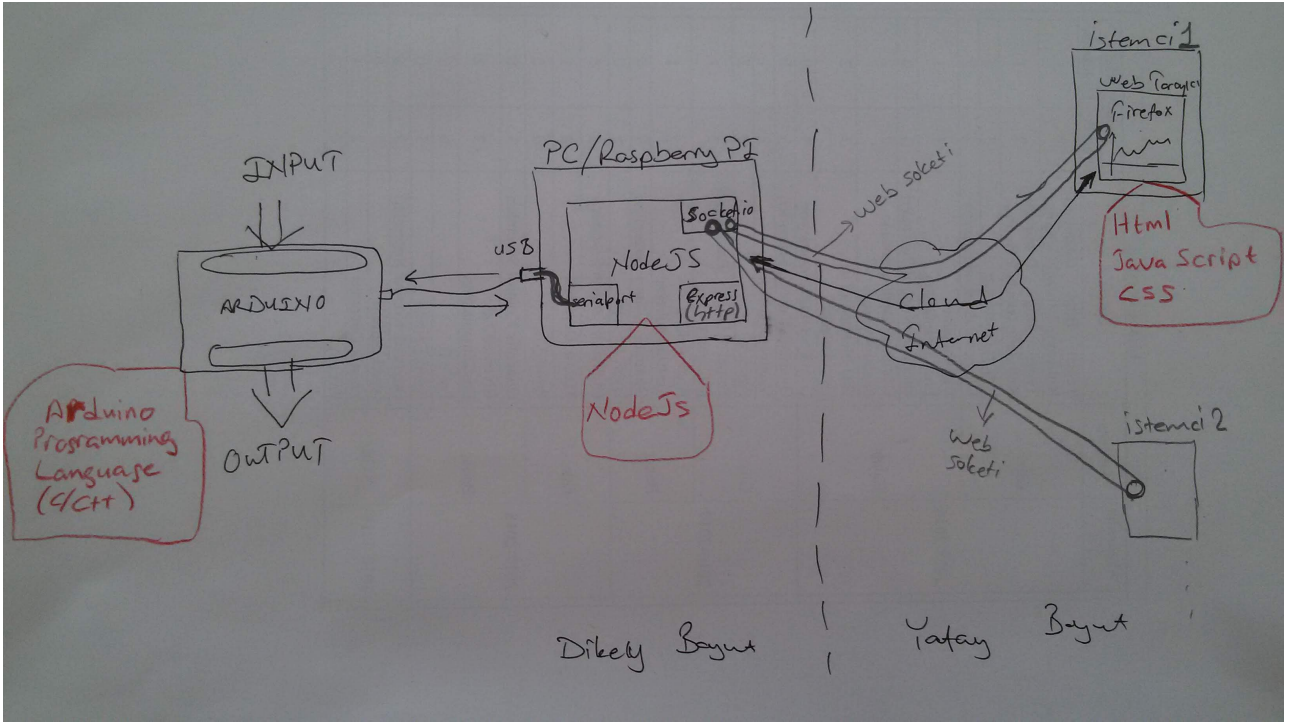 INPUT
ARDUINO
OUTPUT
Arduino
Programming
Language
(C/C++)
USB
PC/Raspberry PI
Socket.io
NodeJS
serialport
Express
(http)
NodeJs
Web soketi
Cloud
Internet
Web
Soketi
istemci1
Web Tarayıcı
Firefox
Html
Java Script
CSS
istemci2
Dikey Boyut
Yatay Boyut